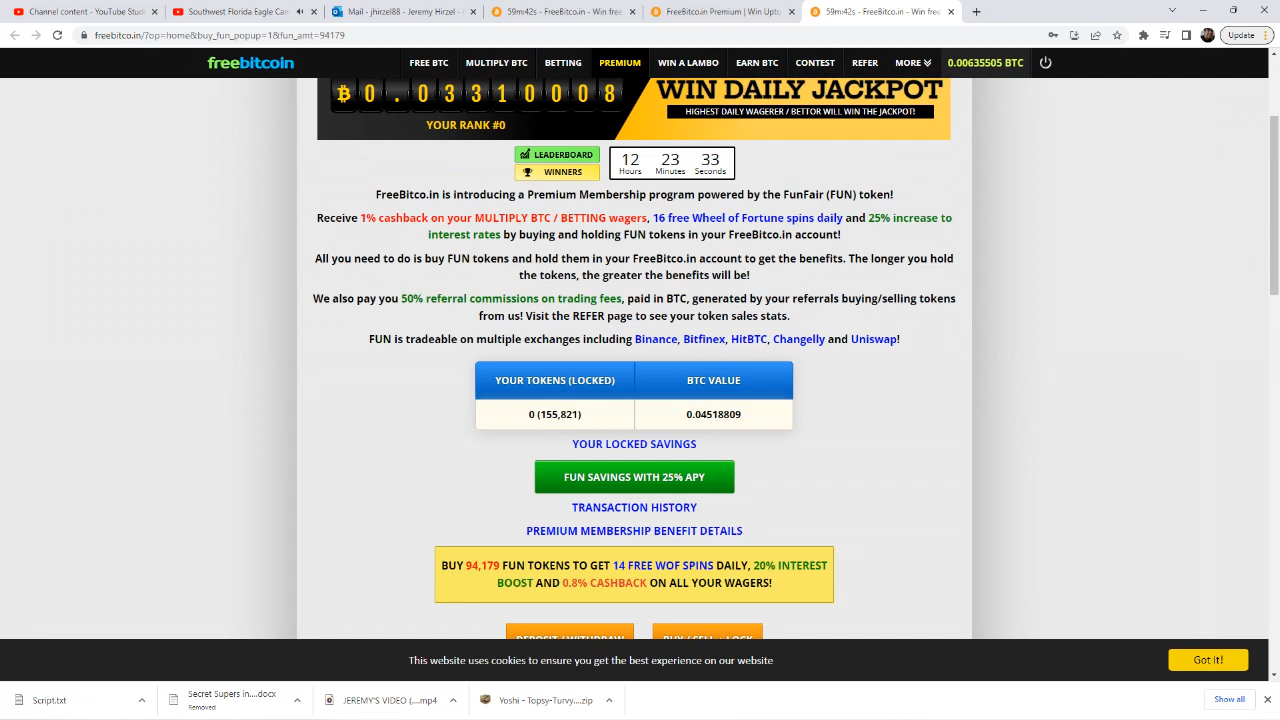 Channel content - YouTube Studi
Southwest Florida Eagle Cam
Mail - jhirzel88 - Jeremy Hirzel -
59m:42s - FreeBitco.in - Win free
FreeBitco.in Premium | Win Upto
59m:42s - FreeBitco.in - Win free
freebitco.in/?op=home&buy_fun_popup=1&fun_amt=94179
Update
freebitcoin
FREE BTC
MULTIPLY BTC
BETTING
PREMIUM
WIN A LAMBO
EARN BTC
CONTEST
REFER
MORE
0.00635505 BTC
0.03310008
WIN DAILY JACKPOT
HIGHEST DAILY WAGERER / BETTOR WILL WIN THE JACKPOT!
YOUR RANK #0
LEADERBOARD
WINNERS
12 23 33
Hours Minutes Seconds
FreeBitco.in is introducing a Premium Membership program powered by the FunFair (FUN) token!
Receive 1% cashback on your MULTIPLY BTC / BETTING wagers, 16 free Wheel of Fortune spins daily and 25% increase to
interest rates by buying and holding FUN tokens in your FreeBitco.in account!
All you need to do is buy FUN tokens and hold them in your FreeBitco.in account to get the benefits. The longer you hold
the tokens, the greater the benefits will be!
We also pay you 50% referral commissions on trading fees, paid in BTC, generated by your referrals buying/selling tokens
from us! Visit the REFER page to see your token sales stats.
FUN is tradeable on multiple exchanges including Binance, Bitfinex, HitBTC, Changelly and Uniswap!
YOUR TOKENS (LOCKED) BTC VALUE
0 (155,821) 0.04518809
YOUR LOCKED SAVINGS
FUN SAVINGS WITH 25% APY
TRANSACTION HISTORY
PREMIUM MEMBERSHIP BENEFIT DETAILS
BUY 94,179 FUN TOKENS TO GET 14 FREE WOF SPINS DAILY, 20% INTEREST
BOOST AND 0.8% CASHBACK ON ALL YOUR WAGERS!
DEPOSIT / WITHDRAW
BUY / SELL + LOCK
This website uses cookies to ensure you get the best experience on our website
Got it!
Script.txt
Secret Supers in....docx
Removed
JEREMY'S VIDEO (....mp4
Yoshi - Topsy-Turvy....zip
Show all